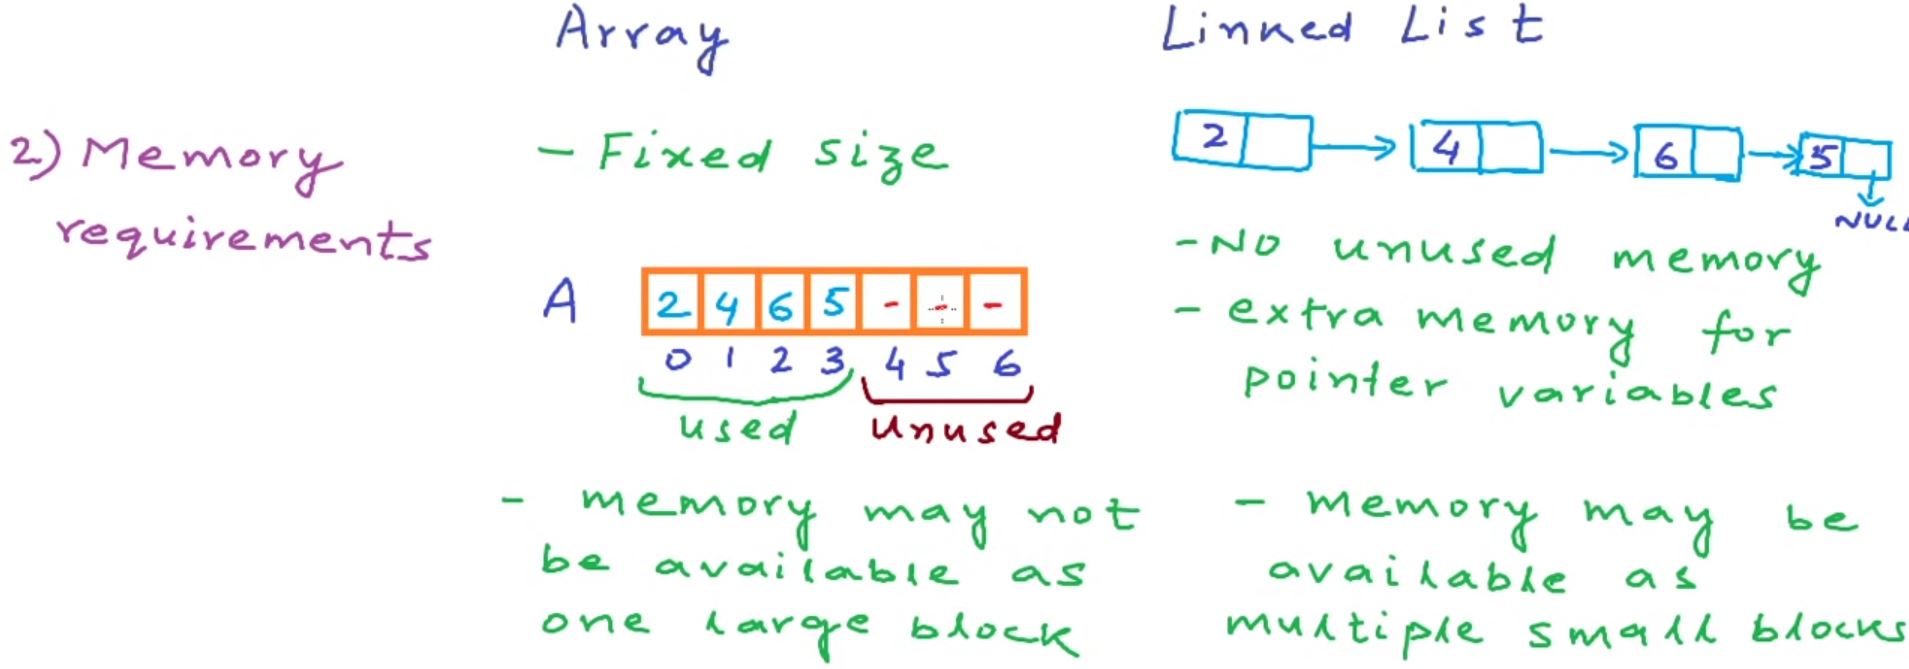 Array
Linked List
2) Memory
requirements
- Fixed size
A
2 4 6 5 - - -
0 1 2 3 4 5 6
used
unused
- memory may not
be available as
one large block
2 4 6 5
NULL
- No unused memory
- extra memory for
pointer variables
- memory may be
available as
multiple small blocks